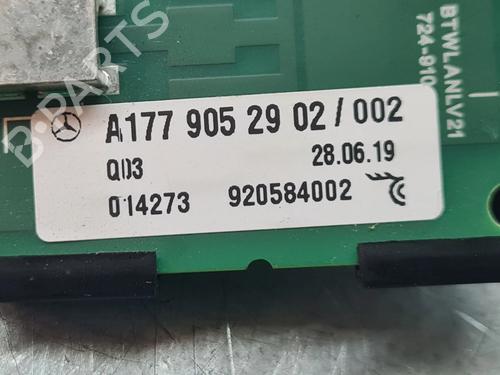 A177 905 29 02/002
QD3 28.06.19
014273 920584002
BTWLANLV21
724-910
B-PARTS